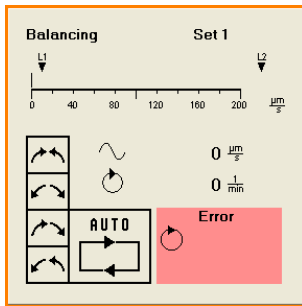 Balancing Set 1
L1 L2
0 40 80 120 160 200 µm/s
0 µm/s
0 1/min
AUTO
Error